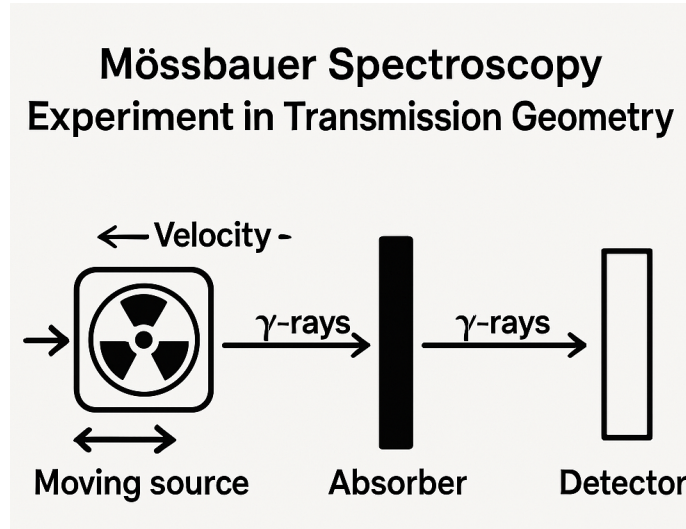 Mössbauer Spectroscopy
Experiment in Transmission Geometry
Velocity -
γ-rays
γ-rays
Moving source
Absorber
Detector